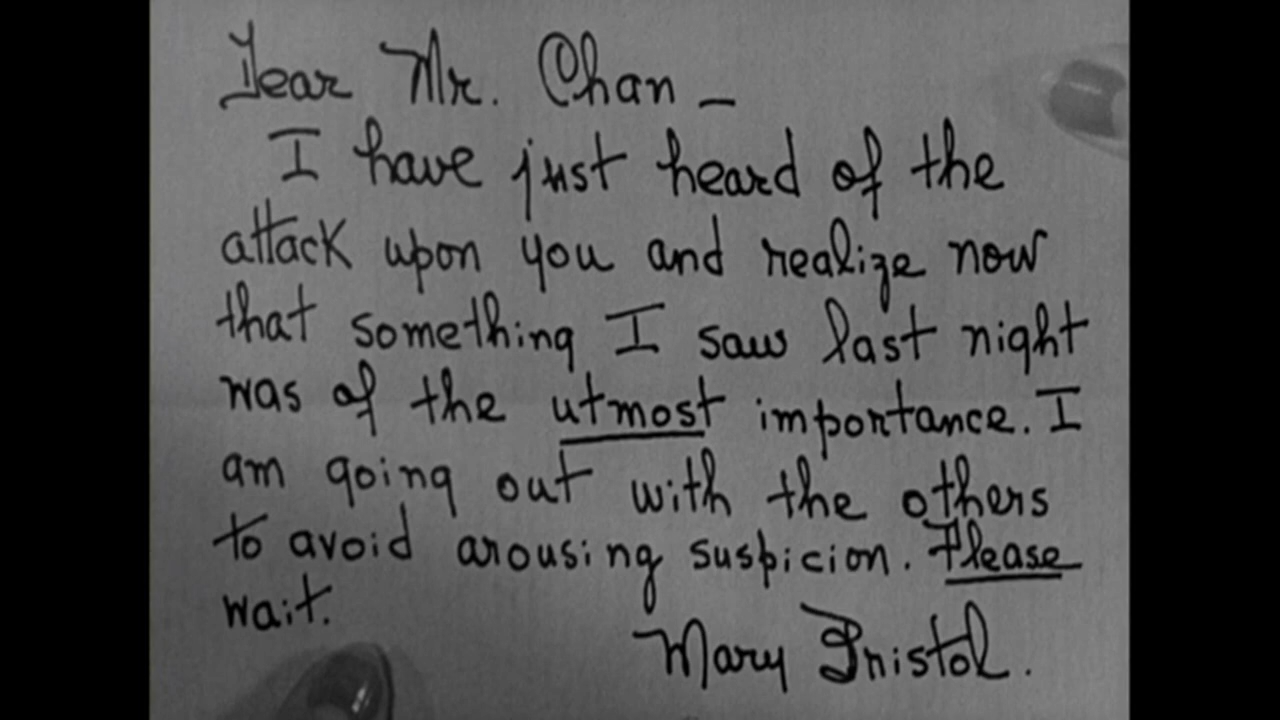 Dear Mr. Chan –
I have just heard of the
attack upon you and realize now
that something I saw last night
was of the utmost importance. I
am going out with the others
to avoid arousing suspicion. Please
wait.
Mary Bristol.